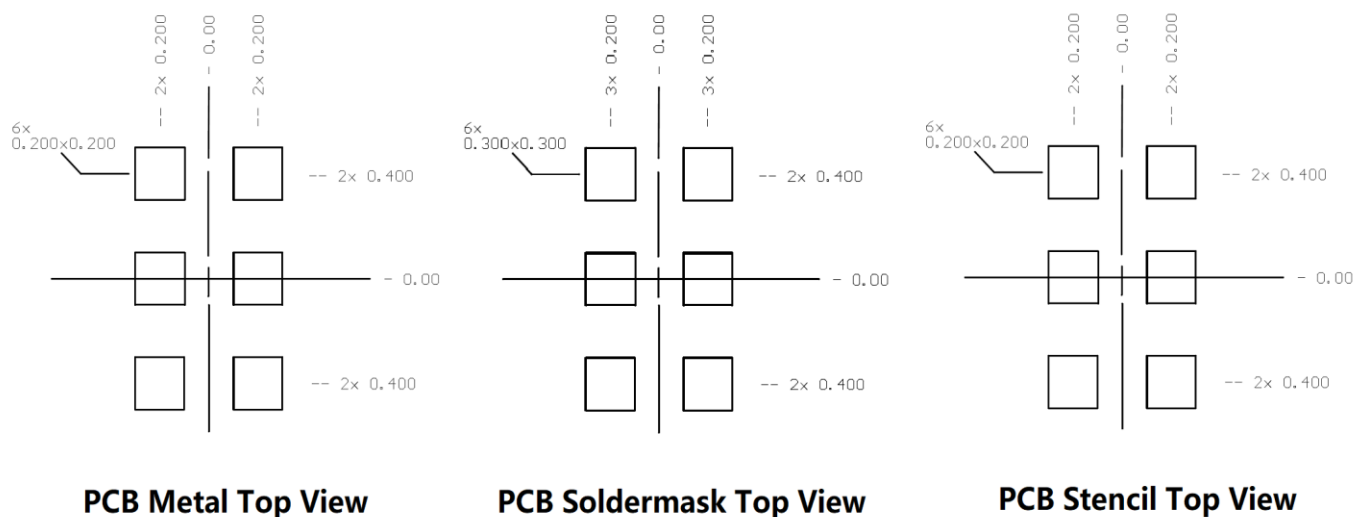 -- 2x 0.200
- 0.00
-- 2x 0.200
6x
0.200x0.200
-- 2x 0.400
- 0.00
-- 2x 0.400
PCB Metal Top View
-- 3x 0.200
- 0.00
-- 3x 0.200
6x
0.300x0.300
-- 2x 0.400
- 0.00
-- 2x 0.400
PCB Soldermask Top View
-- 2x 0.200
- 0.00
-- 2x 0.200
6x
0.200x0.200
-- 2x 0.400
- 0.00
-- 2x 0.400
PCB Stencil Top View